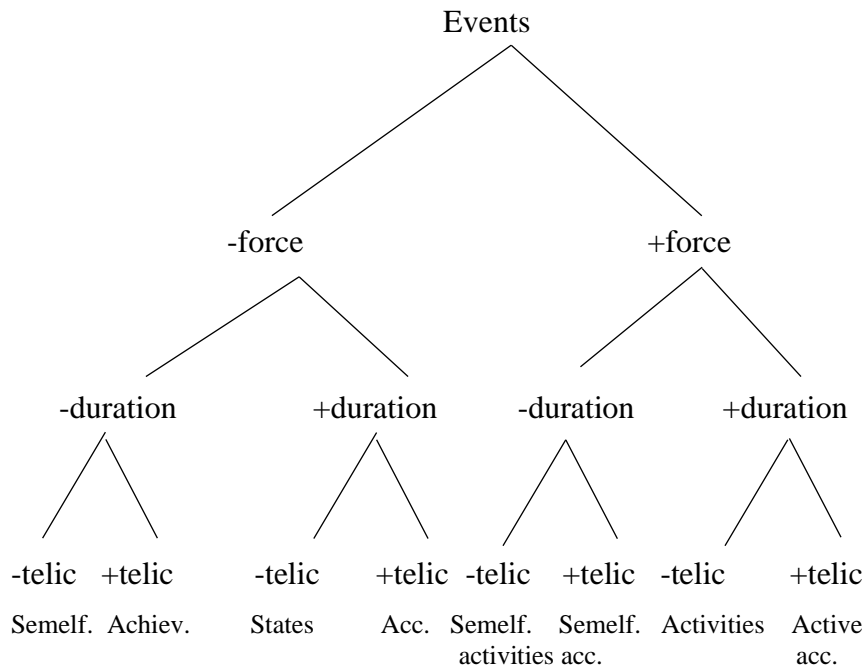 Events
-force +force
-duration +duration -duration +duration
-telic +telic -telic +telic -telic +telic -telic +telic
Semelf. Achiev. States Acc. Semelf. Semelf. Activities Active
activities acc. acc.